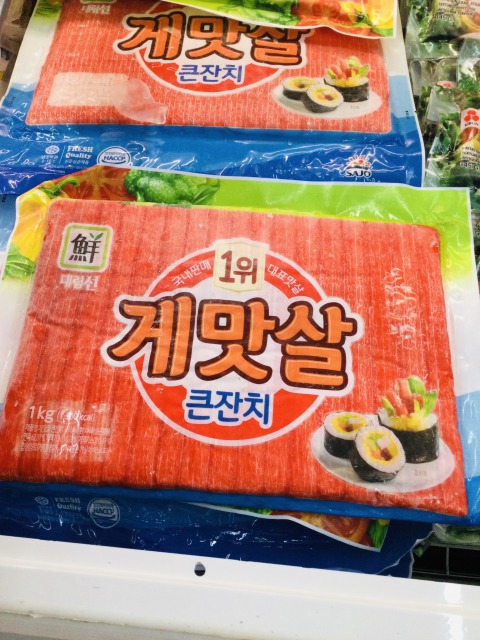 게맛살
큰잔치
FRESH
Quality
HACCP
SAJO
鮮
대림선
국내판매
1위
대표맛살
게맛살
큰잔치
1kg
FRESH
Quality
HACCP